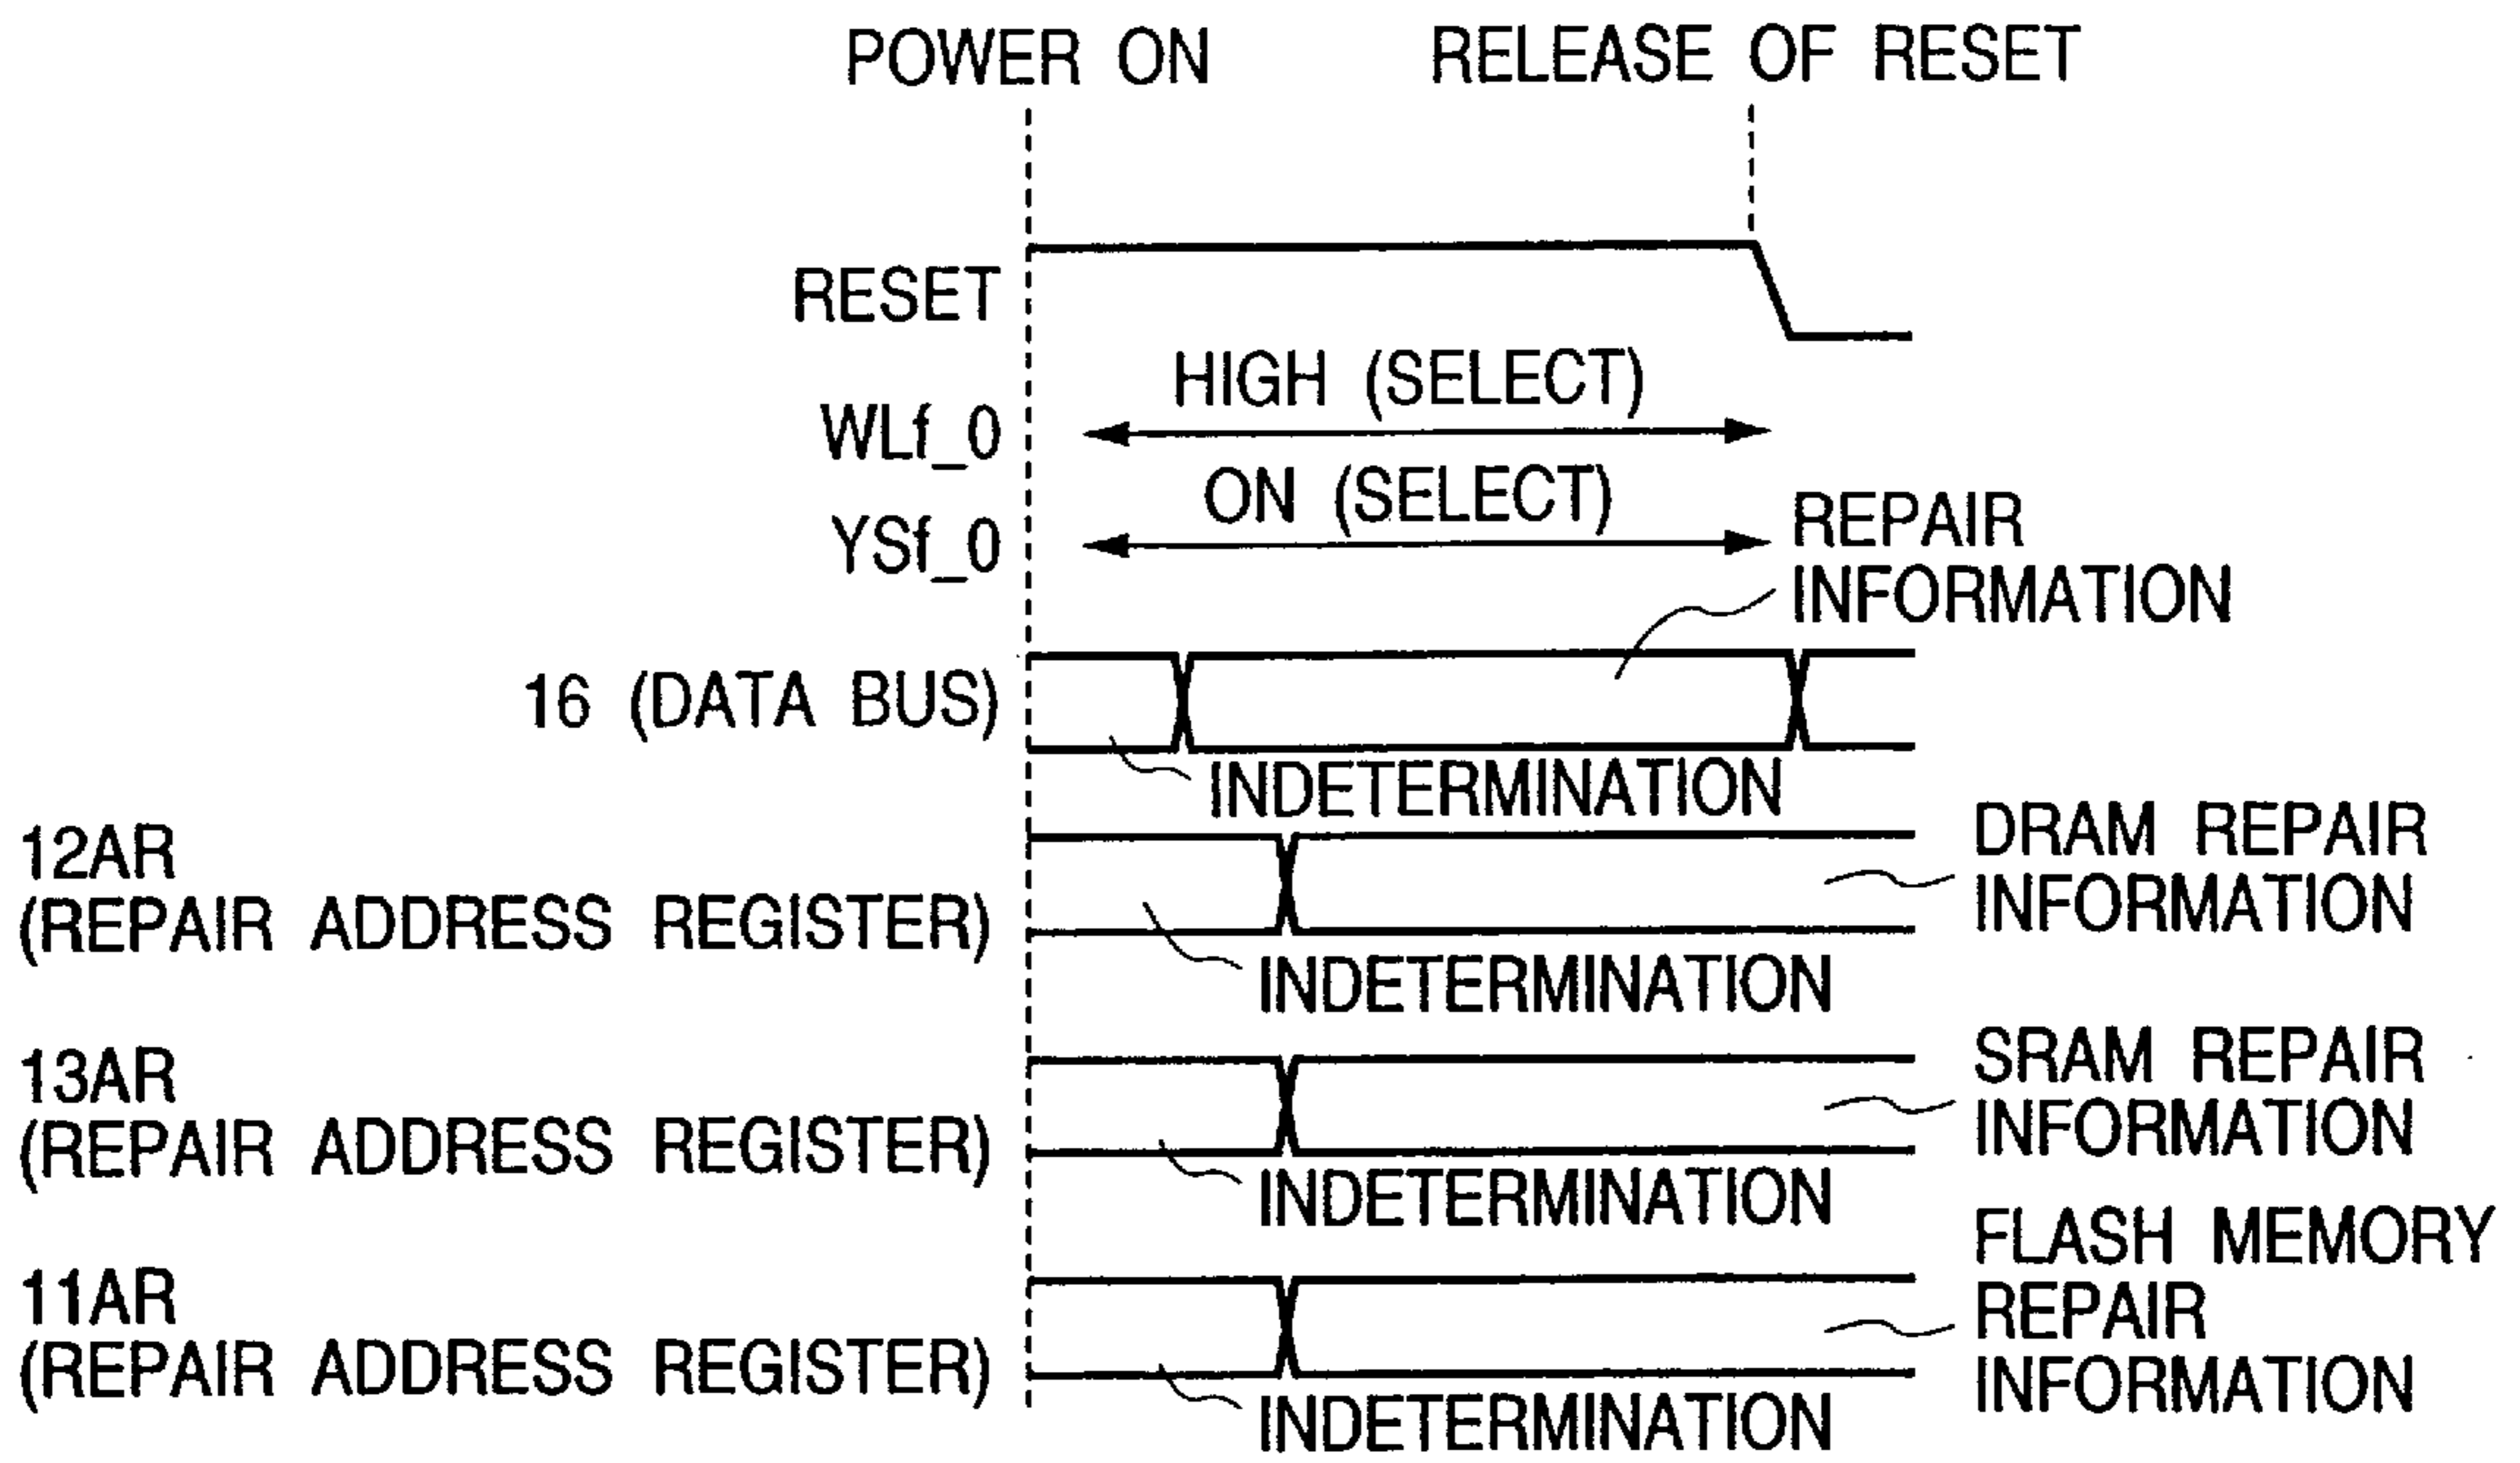 POWER ON
RELEASE OF RESET
RESET
HIGH (SELECT)
WLf_0
ON (SELECT)
YSf_0
REPAIR
INFORMATION
16 (DATA BUS)
INDETERMINATION
12AR
(REPAIR ADDRESS REGISTER)
DRAM REPAIR
INFORMATION
INDETERMINATION
13AR
(REPAIR ADDRESS REGISTER)
SRAM REPAIR
INFORMATION
INDETERMINATION
11AR
(REPAIR ADDRESS REGISTER)
FLASH MEMORY
REPAIR
INFORMATION
INDETERMINATION